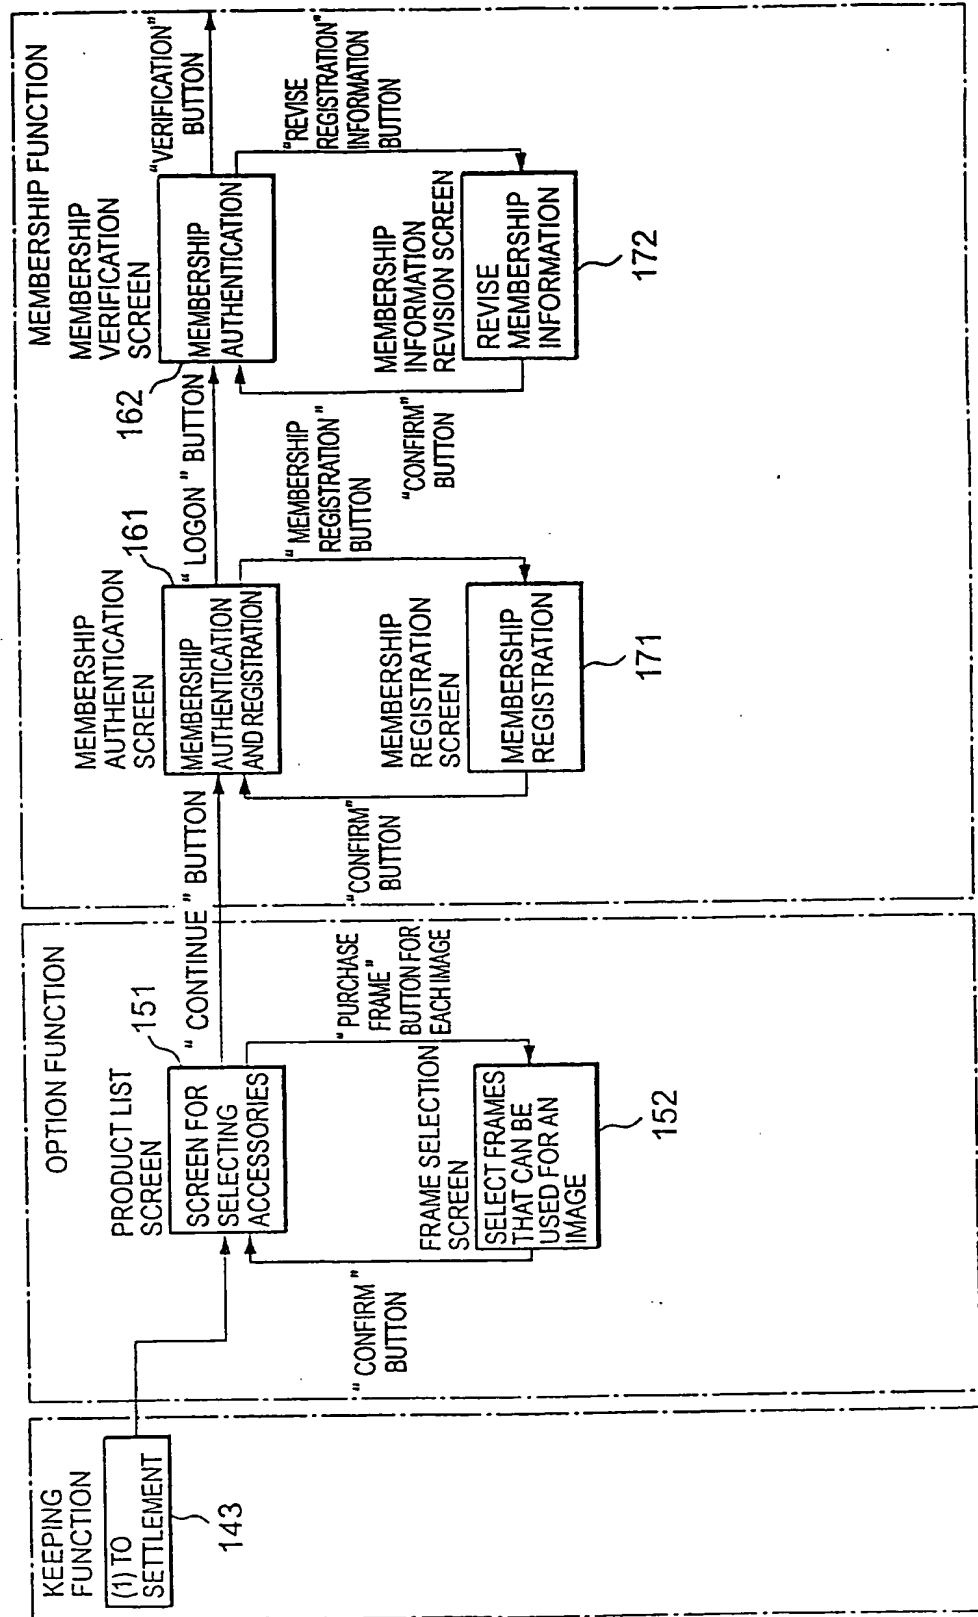 KEEPING
FUNCTION
(1) TO
SETTLEMENT
143
OPTION FUNCTION
PRODUCT LIST
SCREEN
151
SCREEN FOR
SELECTING
ACCESSORIES
“ CONTINUE ” BUTTON
“ PURCHASE
FRAME”
BUTTON FOR
EACH IMAGE
FRAME SELECTION
SCREEN
SELECT FRAMES
THAT CAN BE
USED FOR AN
IMAGE
152
“ CONFIRM ”
BUTTON
MEMBERSHIP FUNCTION
MEMBERSHIP
AUTHENTICATION
SCREEN
161
MEMBERSHIP
AUTHENTICATION
AND REGISTRATION
“ LOGON ” BUTTON
“ MEMBERSHIP
REGISTRATION”
BUTTON
MEMBERSHIP
REGISTRATION
SCREEN
MEMBERSHIP
REGISTRATION
171
“CONFIRM”
BUTTON
MEMBERSHIP
VERIFICATION
SCREEN
162
MEMBERSHIP
AUTHENTICATION
“VERIFICATION”
BUTTON
“REVISE
REGISTRATION
INFORMATION”
BUTTON
MEMBERSHIP
INFORMATION
REVISION SCREEN
REVISE
MEMBERSHIP
INFORMATION
172
“CONFIRM”
BUTTON